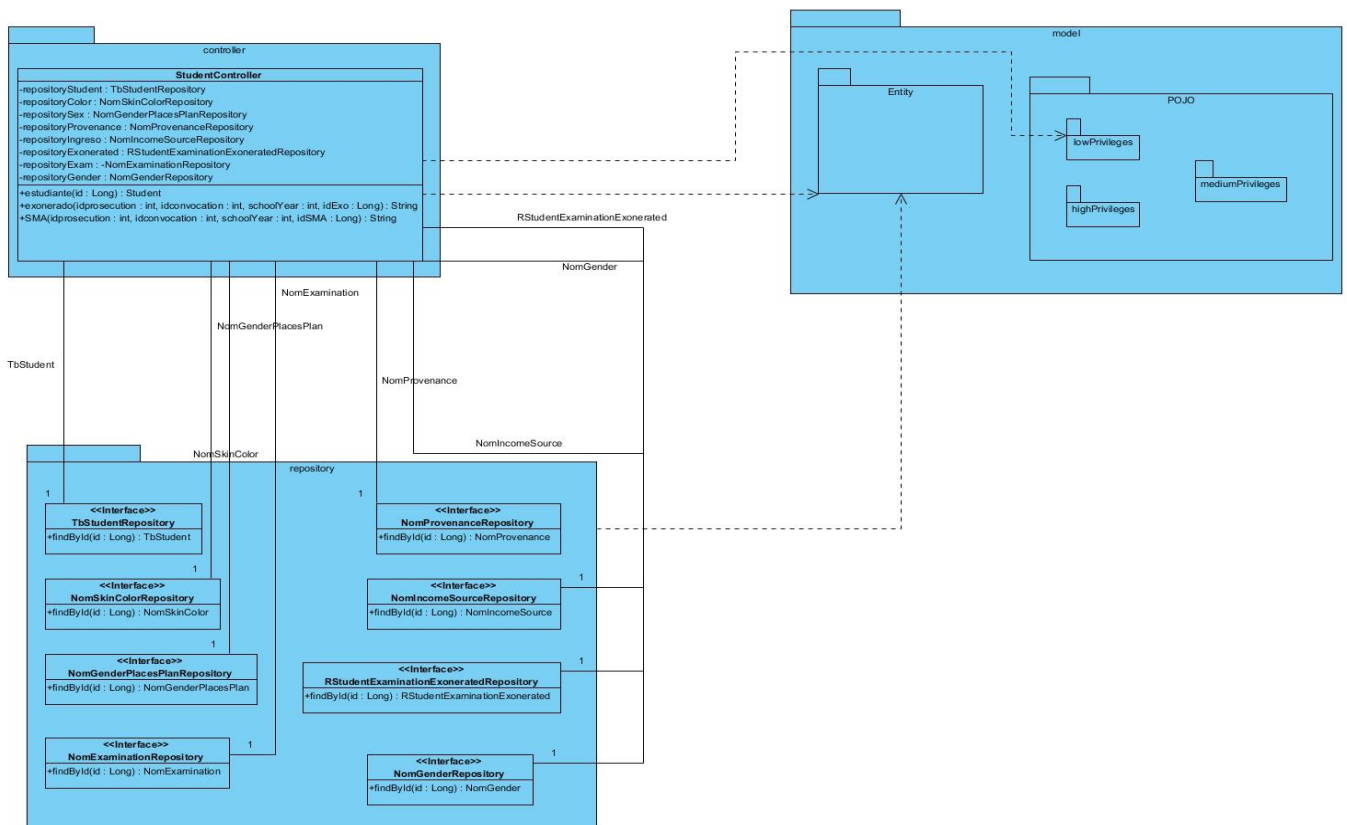 controller
StudentController
-repositoryStudent : TbStudentRepository
-repositoryColor : NomSkinColorRepository
-repositorySex : NomGenderPlacesPlanRepository
-repositoryProvenance : NomProvenanceRepository
-repositoryIngreso : NomIncomeSourceRepository
-repositoryExonerated : RStudentExaminationExoneratedRepository
-repositoryExam : -NomExaminationRepository
-repositoryGender : NomGenderRepository
+estudiante(id : Long) : Student
+exonerado(idprosecution : int, idconvocation : int, schoolYear : int, idExo : Long) : String
+SMA(idprosecution : int, idconvocation : int, schoolYear : int, idSMA : Long) : String
model
Entity
POJO
lowPrivileges
mediumPrivileges
highPrivileges
RStudentExaminationExonerated
NomGender
NomExamination
NomGenderPlacesPlan
TbStudent
NomProvenance
NomIncomeSource
NomSkinColor
repository
1
<<Interface>>
TbStudentRepository
+findById(id : Long) : TbStudent
1
<<Interface>>
NomProvenanceRepository
+findById(id : Long) : NomProvenance
1
<<Interface>>
NomSkinColorRepository
+findById(id : Long) : NomSkinColor
1
<<Interface>>
NomIncomeSourceRepository
+findById(id : Long) : NomIncomeSource
1
<<Interface>>
NomGenderPlacesPlanRepository
+findById(id : Long) : NomGenderPlacesPlan
1
<<Interface>>
RStudentExaminationExoneratedRepository
+findById(id : Long) : RStudentExaminationExonerated
1
<<Interface>>
NomExaminationRepository
+findById(id : Long) : NomExamination
1
<<Interface>>
NomGenderRepository
+findById(id : Long) : NomGender